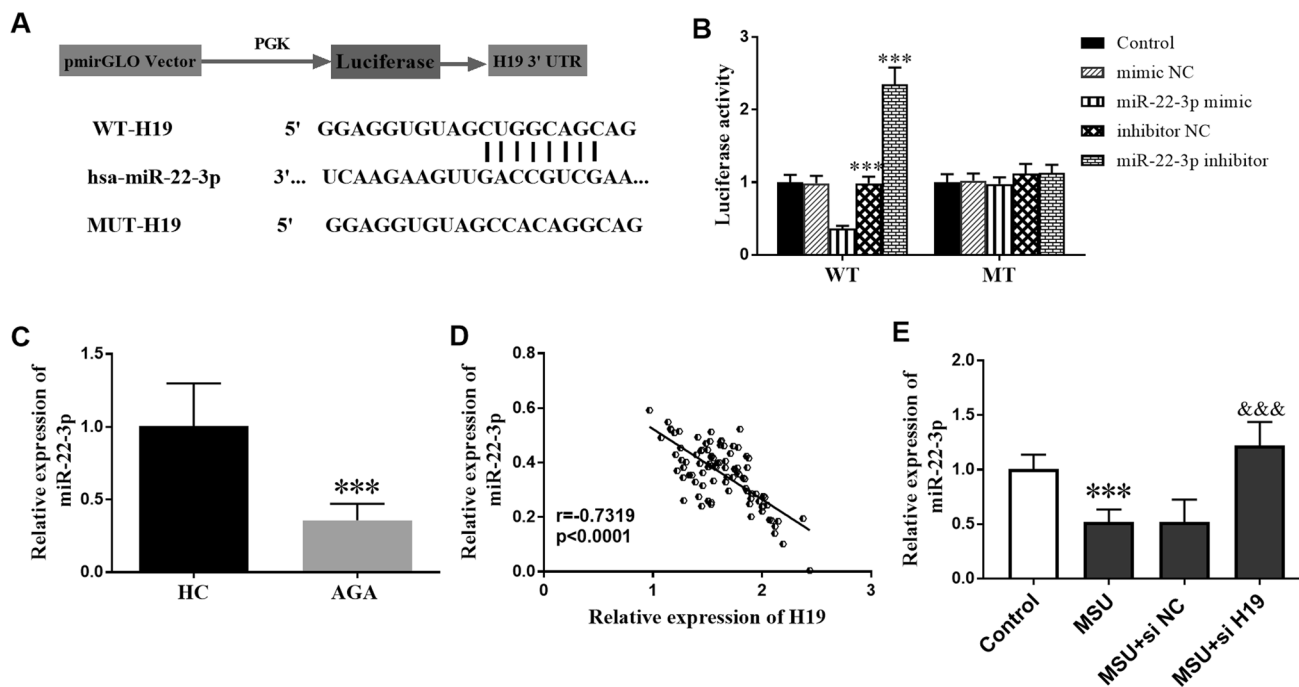 A
PGK
pmirGLO Vector
Luciferase
H19 3' UTR
WT-H19 5' GGAGGUGUAGCUGGCAGCAG
hsa-miR-22-3p 3'... UCAAGAAGUUGACCGUCGAA...
MUT-H19 5' GGAGGUGUAGCCACAGGCAG
B
Luciferase activity
3
2
1
0
***
***
WT
MT
Control
mimic NC
miR-22-3p mimic
inhibitor NC
miR-22-3p inhibitor
C
Relative expression of
miR-22-3p
1.5
1.0
0.5
0.0
***
HC
AGA
D
Relative expression of
miR-22-3p
0.8
0.6
0.4
0.2
0.0
r=-0.7319
p<0.0001
0
1
2
3
Relative expression of H19
E
Relative expression of
miR-22-3p
2.0
1.5
1.0
0.5
0.0
***
&&&
Control
MSU
MSU+si NC
MSU+si H19